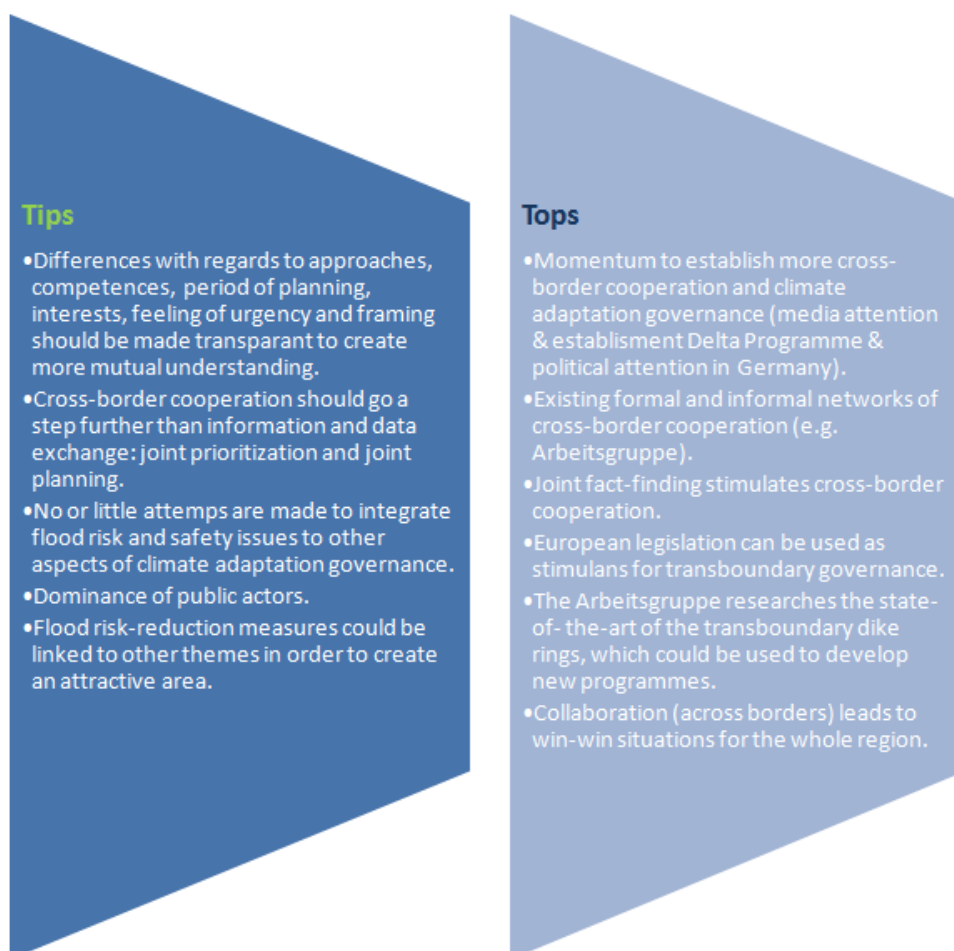 Tips
•Differences with regards to approaches,
competences, period of planning,
interests, feeling of urgency and framing
should be made transparant to create
more mutual understanding.
•Cross-border cooperation should go a
step further than information and data
exchange: joint prioritization and joint
planning.
•No or little attemps are made to integrate
flood risk and safety issues to other
aspects of climate adaptation governance.
•Dominance of public actors.
•Flood risk-reduction measures could be
linked to other themes in order to create
an attractive area.
Tops
•Momentum to establish more cross-
border cooperation and climate
adaptation governance (media attention
& establisment Delta Programme &
political attention in Germany).
•Existing formal and informal networks of
cross-border cooperation (e.g.
Arbeitsgruppe).
•Joint fact-finding stimulates cross-border
cooperation.
•European legislation can be used as
stimulans for transboundary governance.
•The Arbeitsgruppe researches the state-
of- the-art of the transboundary dike
rings, which could be used to develop
new programmes.
•Collaboration (across borders) leads to
win-win situations for the whole region.